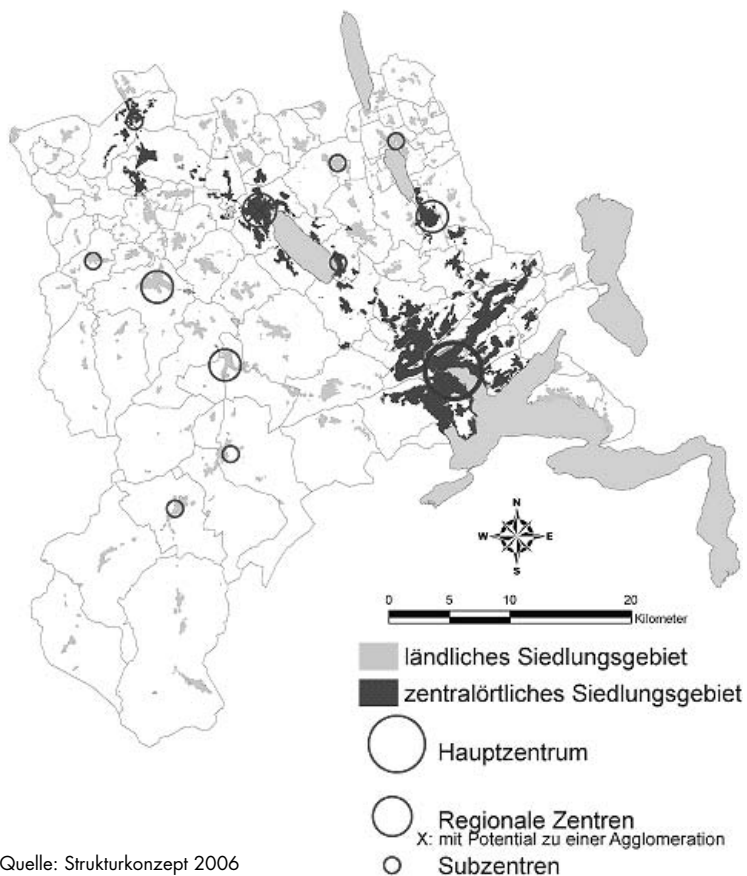 N
W E
S
0 5 10 20
Kilometer
ländliches Siedlungsgebiet
zentralörtliches Siedlungsgebiet
Hauptzentrum
Regionale Zentren
X: mit Potential zu einer Agglomeration
Subzentren
Quelle: Strukturkonzept 2006